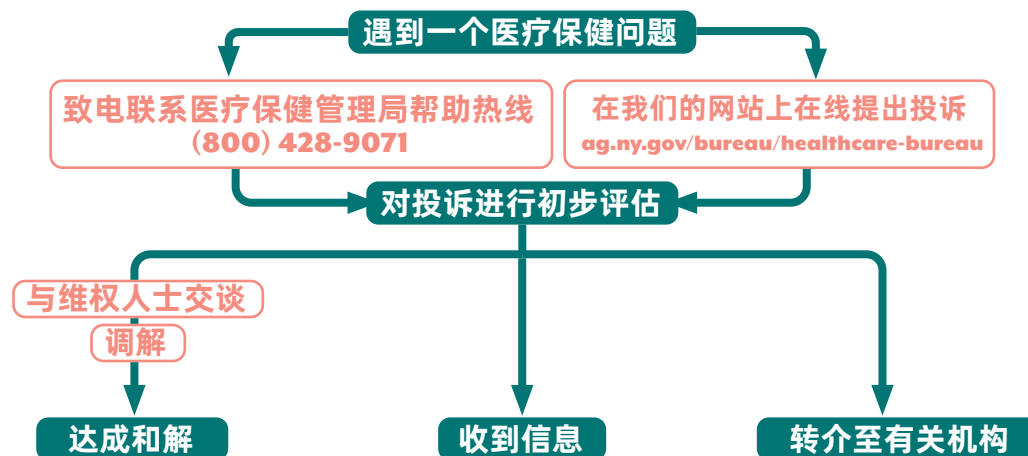 遇到一个医疗保健问题
致电联系医疗保健管理局帮助热线
(800) 428-9071
在我们的网站上在线提出投诉
ag.ny.gov/bureau/healthcare-bureau
对投诉进行初步评估
与维权人士交谈
调解
达成和解
收到信息
转介至有关机构